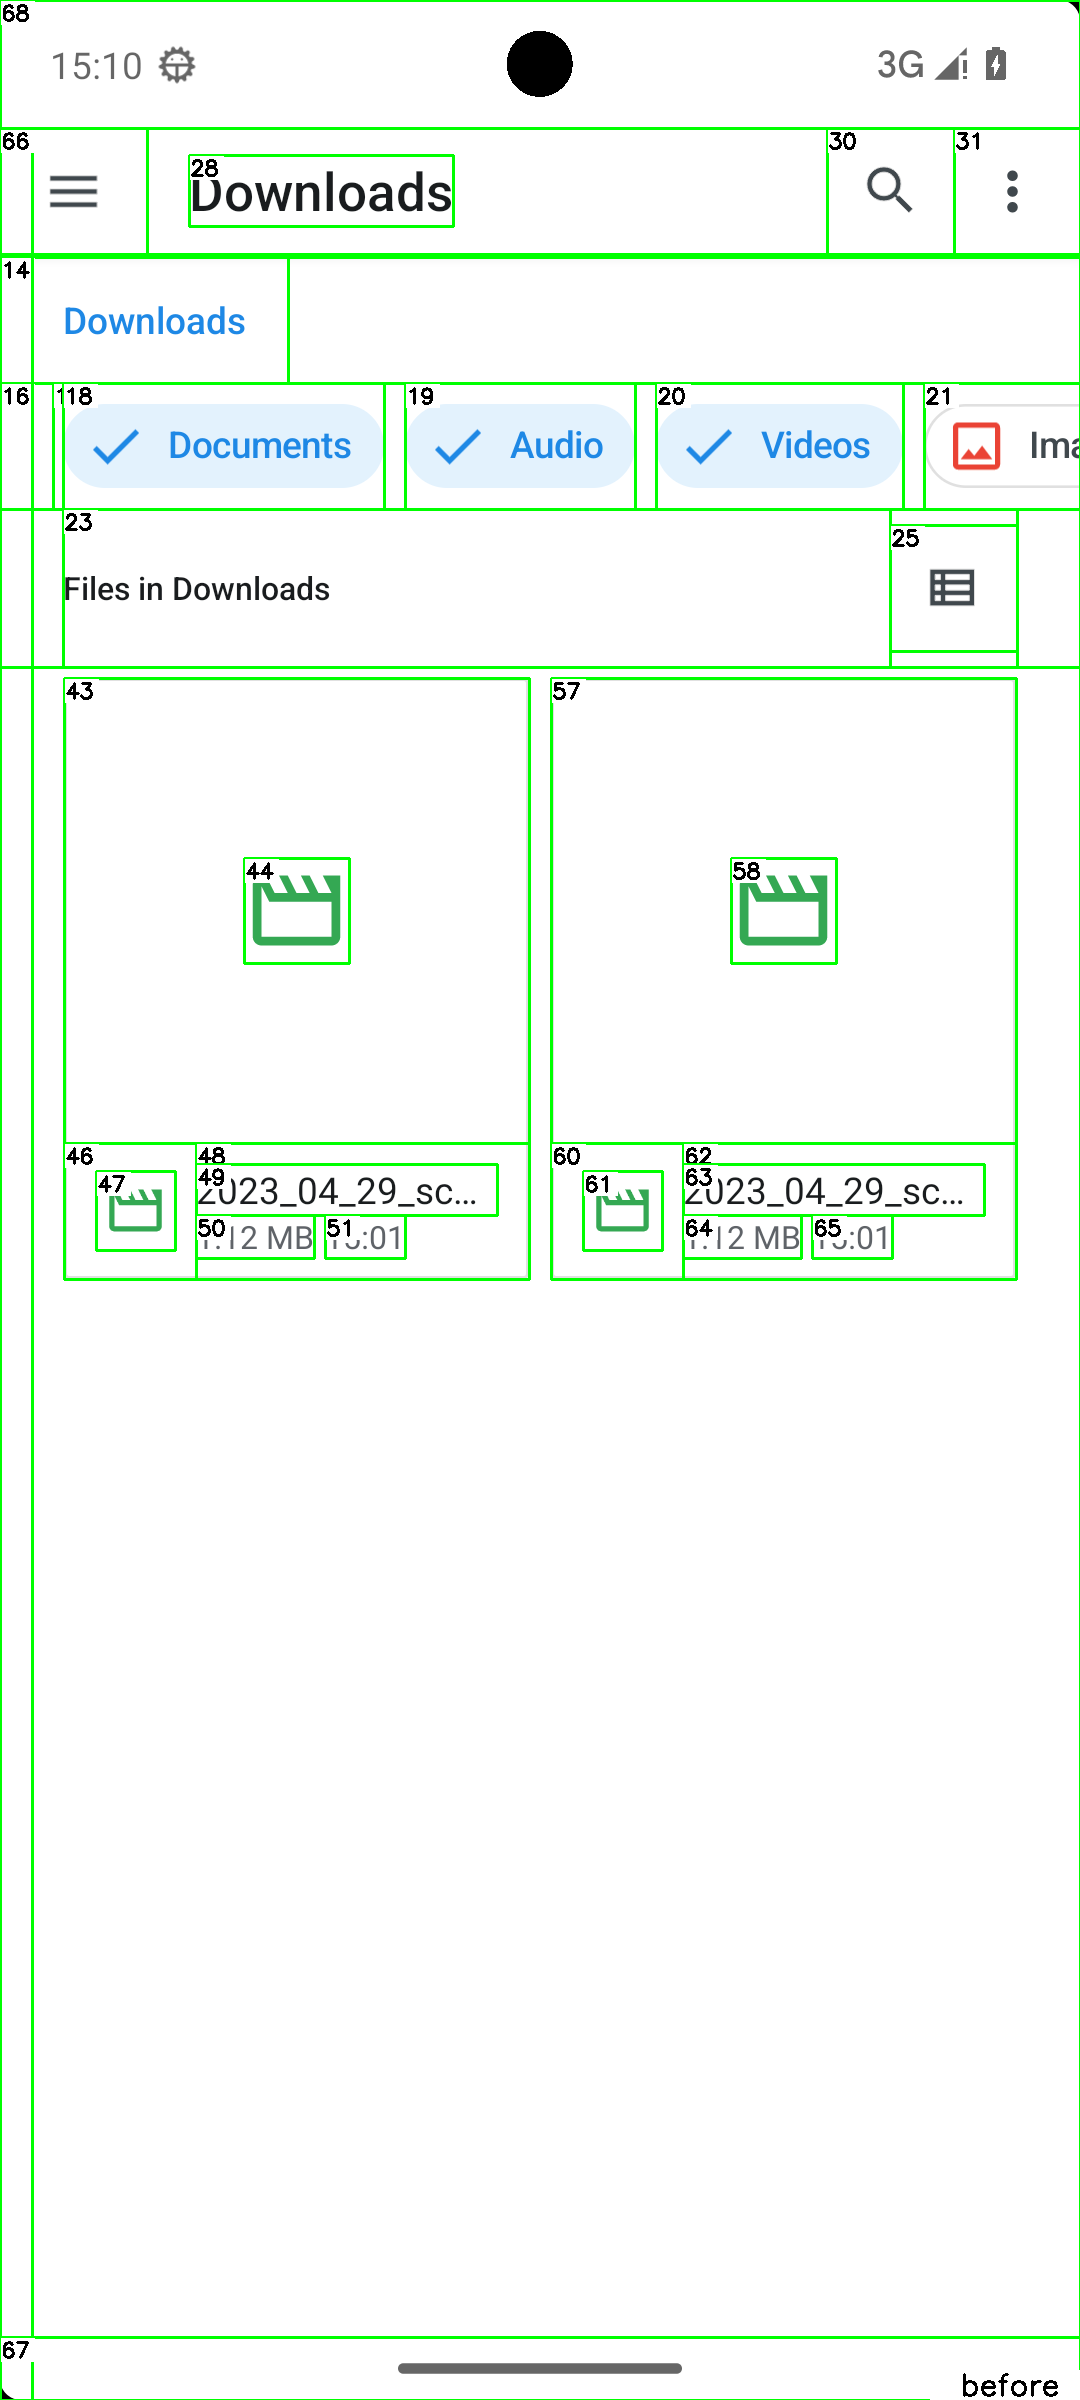 68
15:10 3G
66 28 Downloads 30 31
14 Downloads
16 18 Documents 19 Audio 20 Videos 21 Ima
23 Files in Downloads 25
43 57
44 58
46 48 60 62
47 49 2023_04_29_sc... 61 63 2023_04_29_sc...
50 1.12 MB 51 15:01 64 1.12 MB 65 15:01
67
before